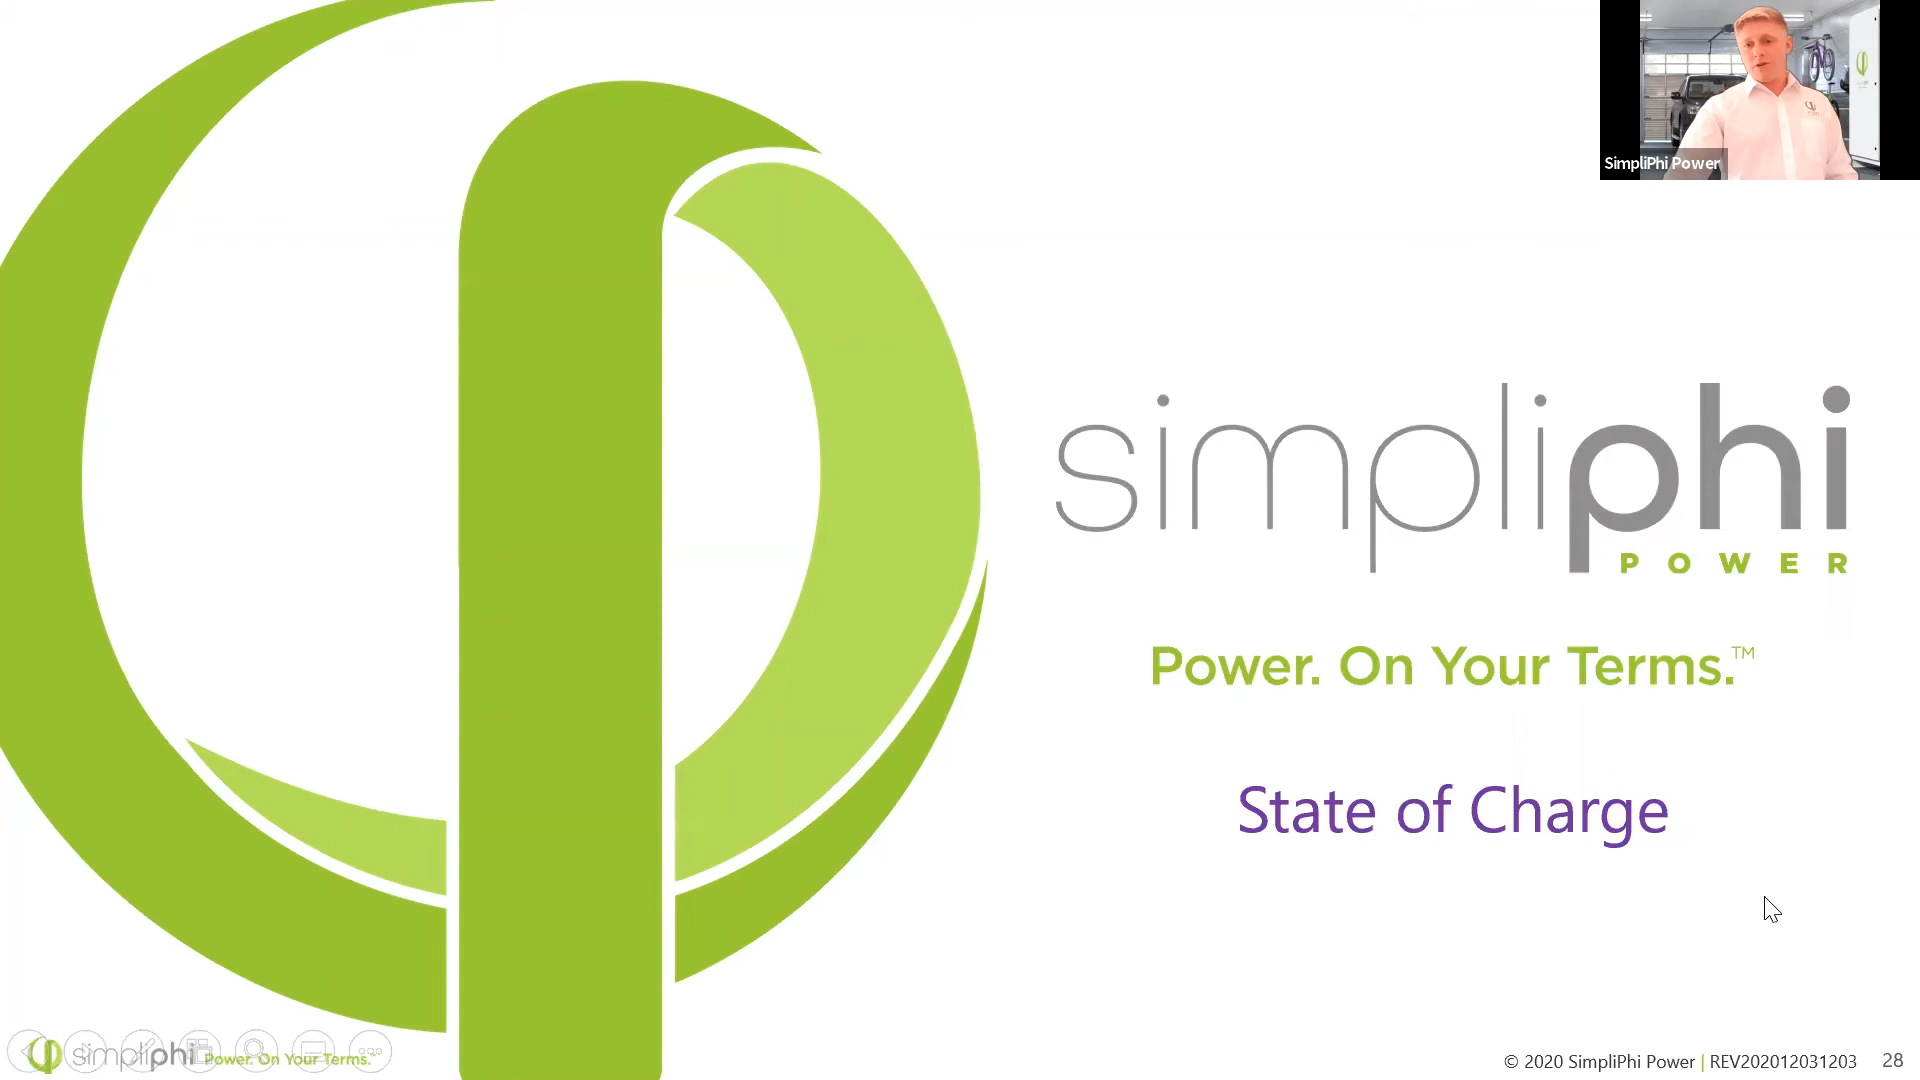 SimpliPhi Power
simpliphi
POWER
Power. On Your Terms.™
State of Charge
simpliphi Power. On Your Terms.™
© 2020 SimpliPhi Power | REV202012031203 28